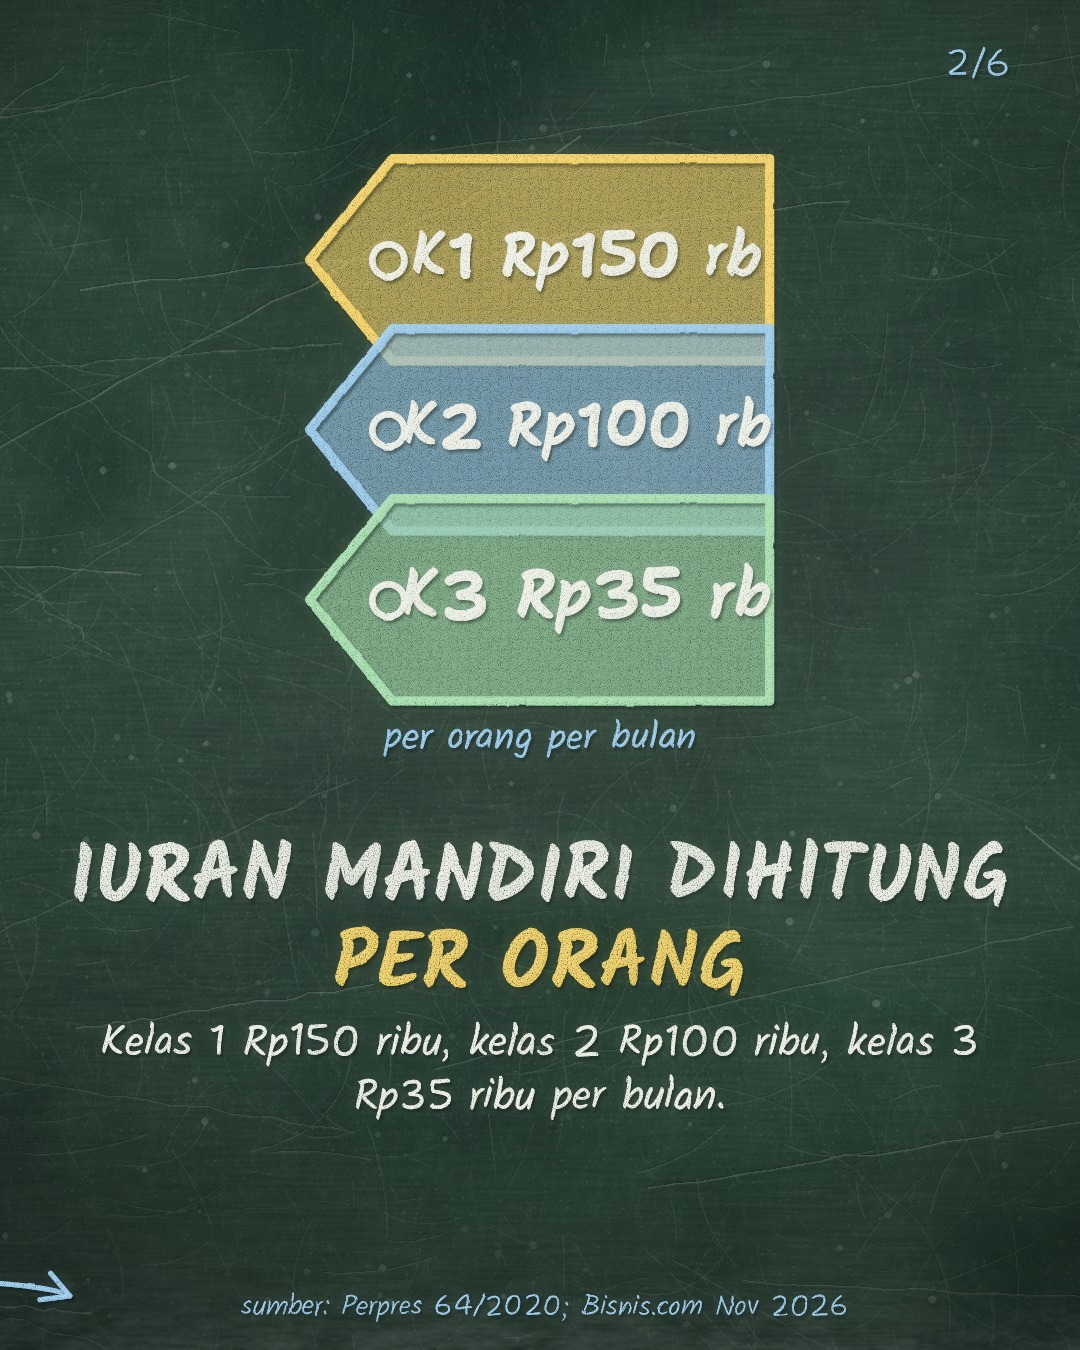 2/6
K1 Rp150 rb
K2 Rp100 rb
K3 Rp35 rb
per orang per bulan
IURAN MANDIRI DIHITUNG
PER ORANG
Kelas 1 Rp150 ribu, kelas 2 Rp100 ribu, kelas 3
Rp35 ribu per bulan.
sumber: Perpres 64/2020; Bisnis.com Nov 2026